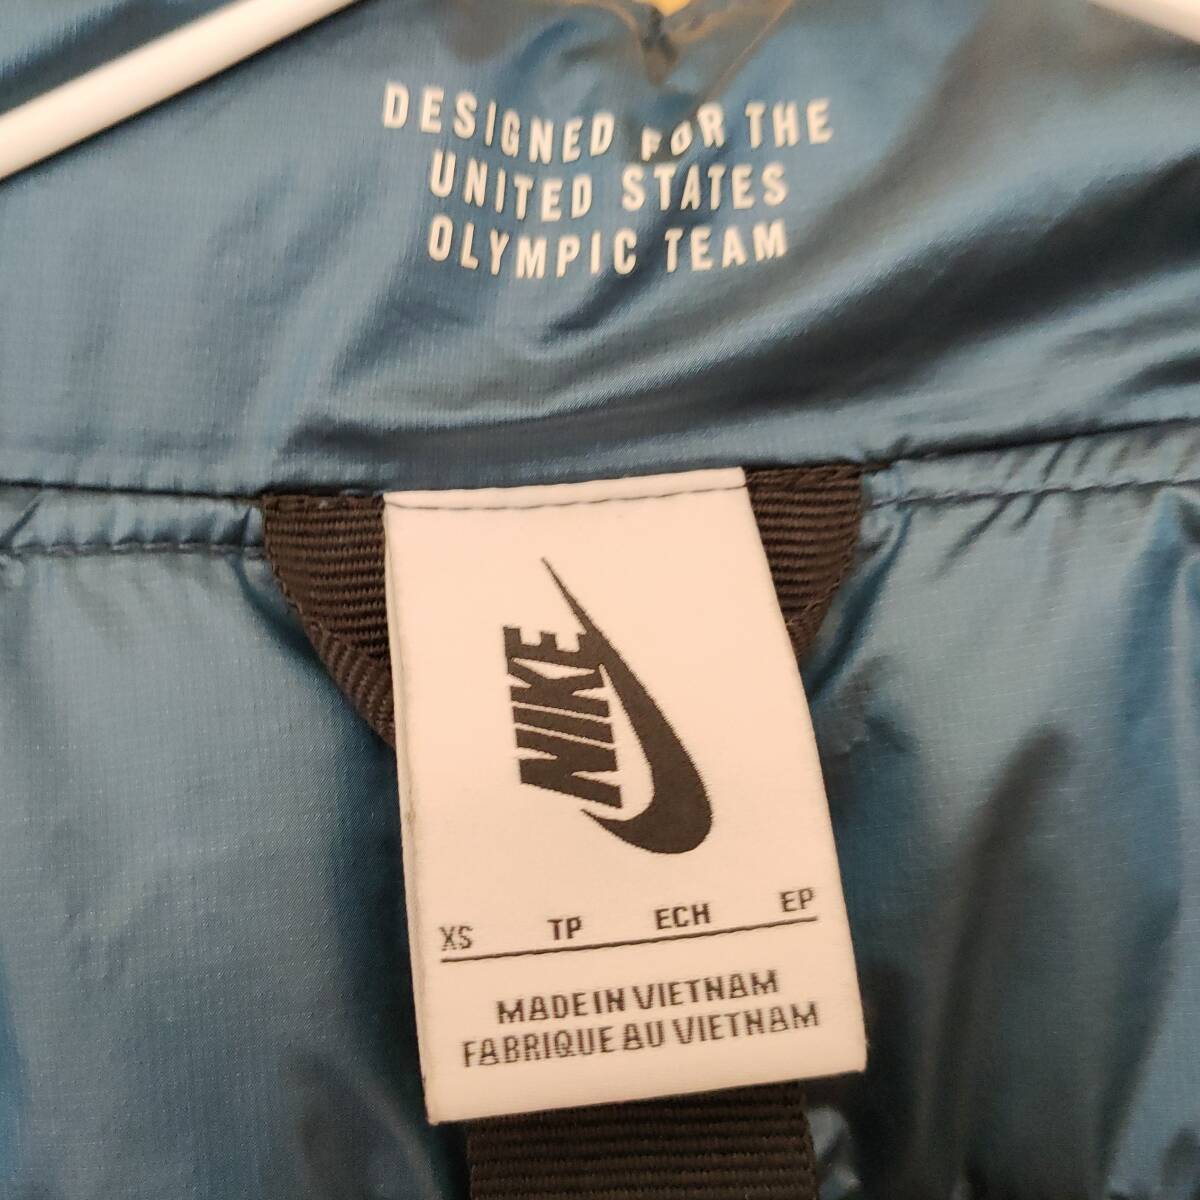 DESIGNED FOR THE
UNITED STATES
OLYMPIC TEAM
NIKE
XS TP ECH EP
MADE IN VIETNAM
FABRIQUE AU VIETNAM